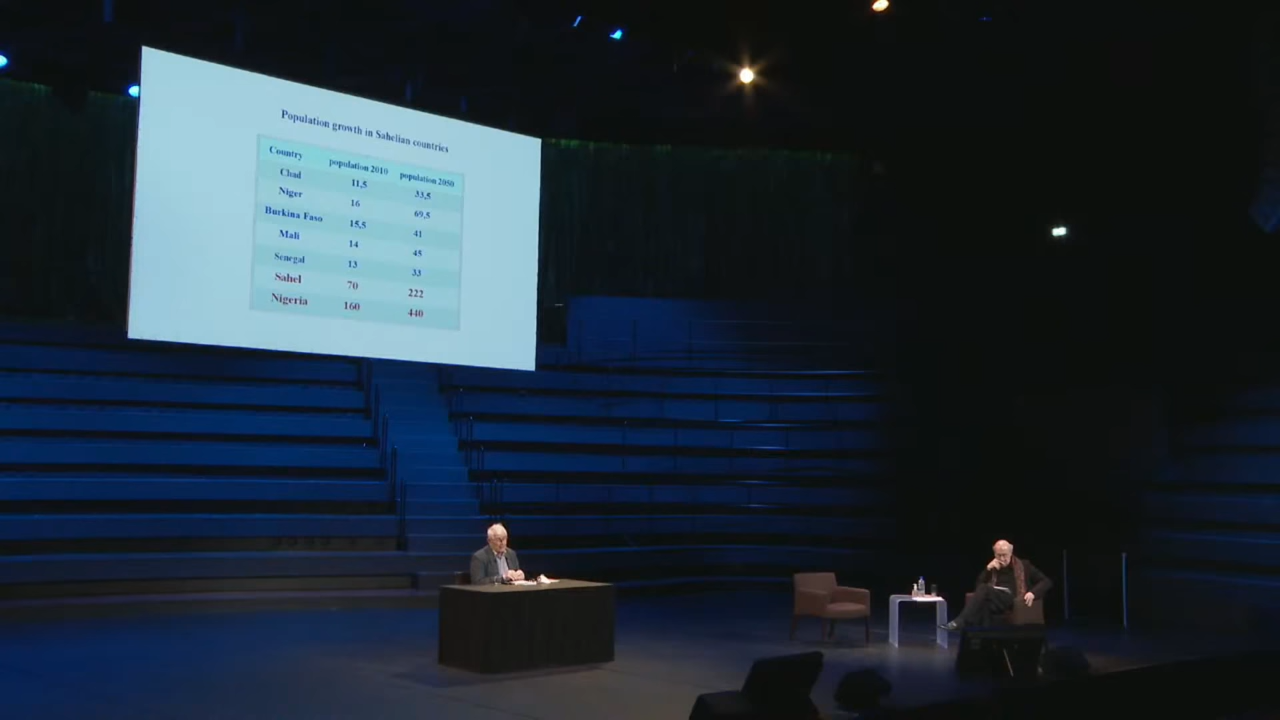 Population growth in Sahelian countries
Country population 2010 population 2050
Chad 11,5 33,5
Niger 16 69,5
Burkina Faso 15,5 41
Mali 14 45
Senegal 13 33
Sahel 70 222
Nigeria 160 440